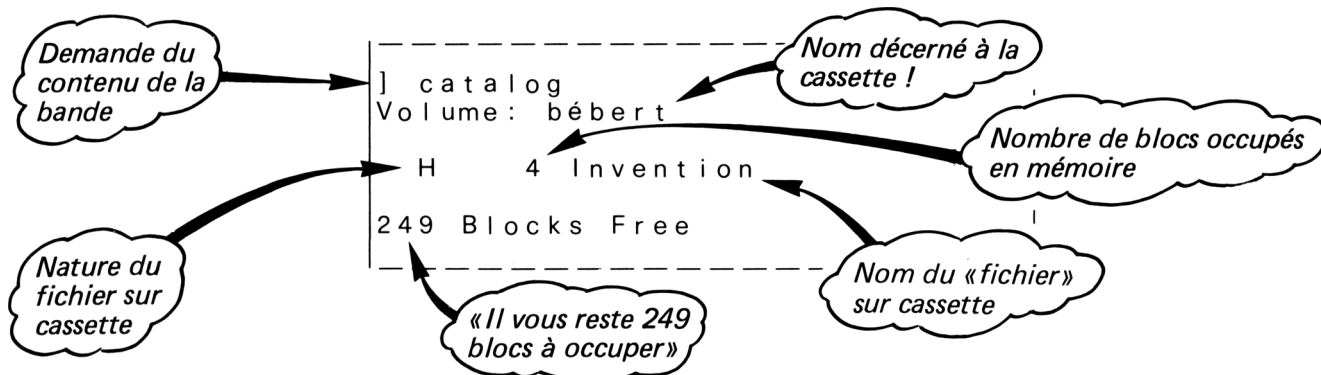 Demande du
contenu de la
bande
Nom décerné à la
cassette !
] catalog
Volume: bébert
Nombre de blocs occupés
en mémoire
H 4 Invention
249 Blocks Free
Nature du
fichier sur
cassette
Nom du «fichier»
sur cassette
«Il vous reste 249
blocs à occuper»